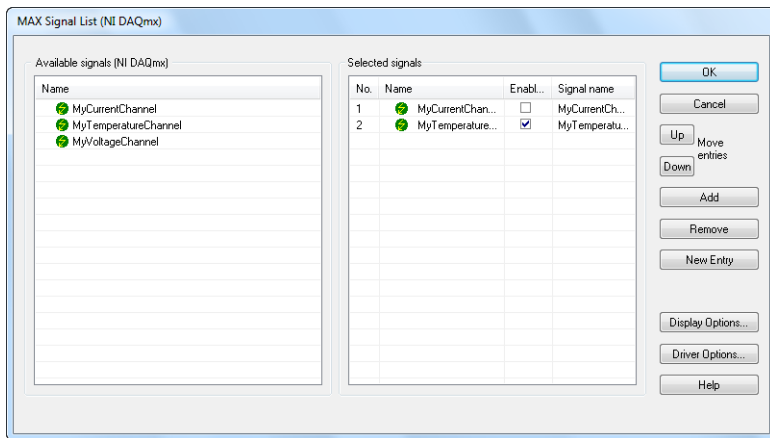 MAX Signal List (NI DAQmx)
Available signals (NI DAQmx)
Name
MyCurrentChannel
MyTemperatureChannel
MyVoltageChannel
Selected signals
No. Name Enabl... Signal name
1 MyCurrentChan... MyCurrentCh...
2 MyTemperature... MyTemperatu...
OK
Cancel
Up
Move
entries
Down
Add
Remove
New Entry
Display Options...
Driver Options...
Help